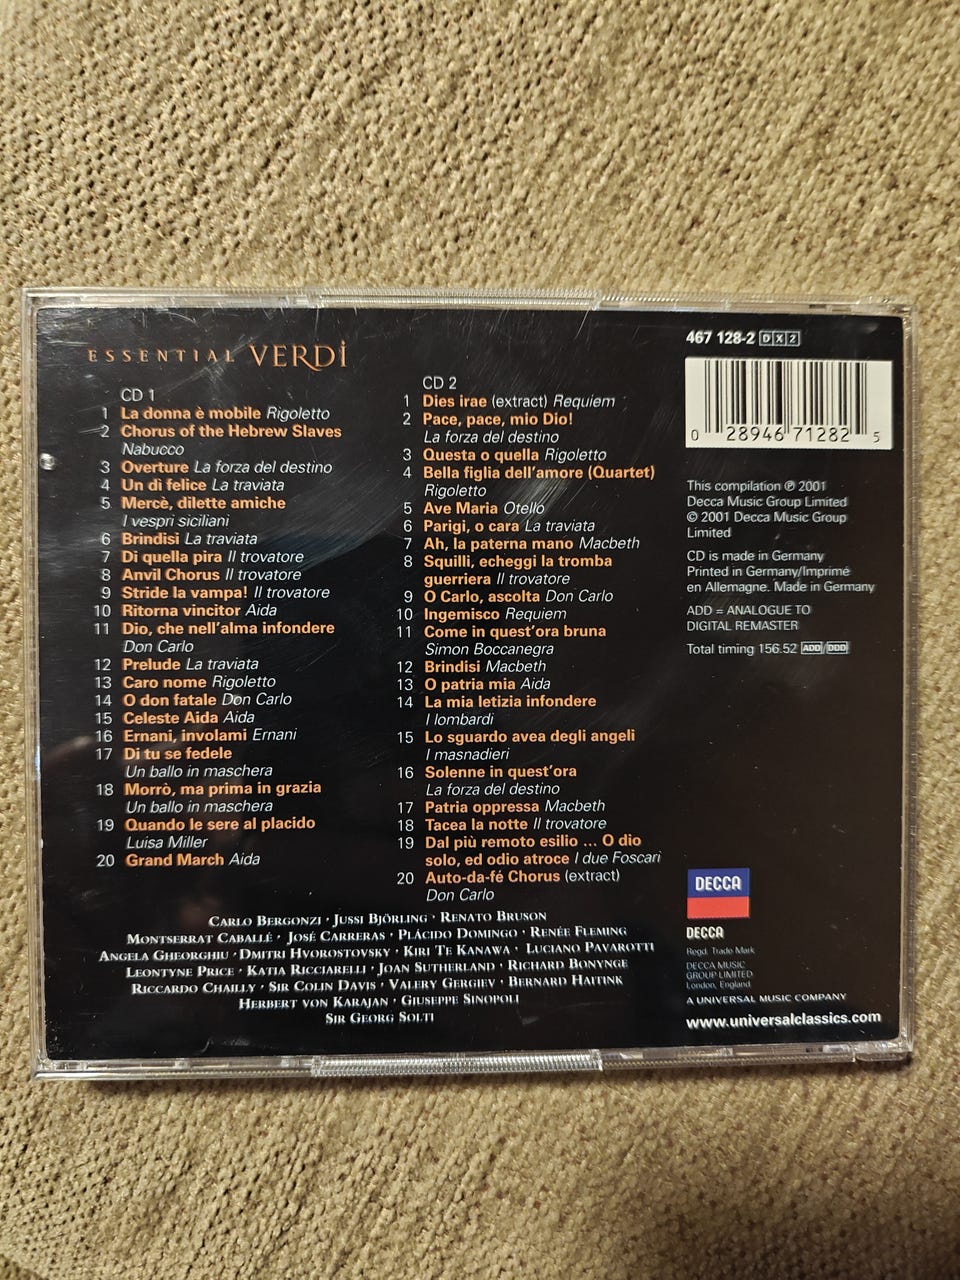 ESSENTIAL VERDI
CD 1
1 La donna è mobile Rigoletto
2 Chorus of the Hebrew Slaves
Nabucco
3 Overture La forza del destino
4 Un dì felice La traviata
5 Mercè, dilette amiche
I vespri siciliani
6 Brindisi La traviata
7 Di quella pira Il trovatore
8 Anvil Chorus Il trovatore
9 Stride la vampa! Il trovatore
10 Ritorna vincitor Aida
11 Dio, che nell'alma infondere
Don Carlo
12 Prelude La traviata
13 Caro nome Rigoletto
14 O don fatale Don Carlo
15 Celeste Aida Aida
16 Ernani, involami Ernani
17 Di tu se fedele
Un ballo in maschera
18 Morrò, ma prima in grazia
Un ballo in maschera
19 Quando le sere al placido
Luisa Miller
20 Grand March Aida
CD 2
1 Dies irae (extract) Requiem
2 Pace, pace, mio Dio!
La forza del destino
3 Questa o quella Rigoletto
4 Bella figlia dell'amore (Quartet)
Rigoletto
5 Ave Maria Otello
6 Parigi, o cara La traviata
7 Ah, la paterna mano Macbeth
8 Squilli, echeggi la tromba
guerriera Il trovatore
9 O Carlo, ascolta Don Carlo
10 Ingemisco Requiem
11 Come in quest'ora bruna
Simon Boccanegra
12 Brindisi Macbeth
13 O patria mia Aida
14 La mia letizia infondere
I lombardi
15 Lo sguardo avea degli angeli
I masnadieri
16 Solenne in quest'ora
La forza del destino
17 Patria oppressa Macbeth
18 Tacea la notte Il trovatore
19 Dal più remoto esilio ... O dio
solo, ed odio atroce I due Foscari
20 Auto-da-fé Chorus (extract)
Don Carlo
CARLO BERGONZI · JUSSI BJÖRLING · RENATO BRUSON
MONTSERRAT CABALLÉ · JOSÉ CARRERAS · PLÁCIDO DOMINGO · RENÉE FLEMING
ANGELA GHEORGHIU · DMITRI HVOROSTOVSKY · KIRI TE KANAWA · LUCIANO PAVAROTTI
LEONTYNE PRICE · KATIA RICCIARELLI · JOAN SUTHERLAND · RICHARD BONYNGE
RICCARDO CHAILLY · SIR COLIN DAVIS · VALERY GERGIEV · BERNARD HAITINK
HERBERT VON KARAJAN · GIUSEPPE SINOPOLI
SIR GEORG SOLTI
467 128-2 DX2
0 28946 71282 5
This compilation ℗ 2001
Decca Music Group Limited
© 2001 Decca Music Group
Limited
CD is made in Germany
Printed in Germany/Imprimé
en Allemagne. Made in Germany
ADD = ANALOGUE TO
DIGITAL REMASTER
Total timing 156.52 ADD/DDD
DECCA
DECCA
Regd. Trade Mark
DECCA MUSIC
GROUP LIMITED
London, England
A UNIVERSAL MUSIC COMPANY
www.universalclassics.com